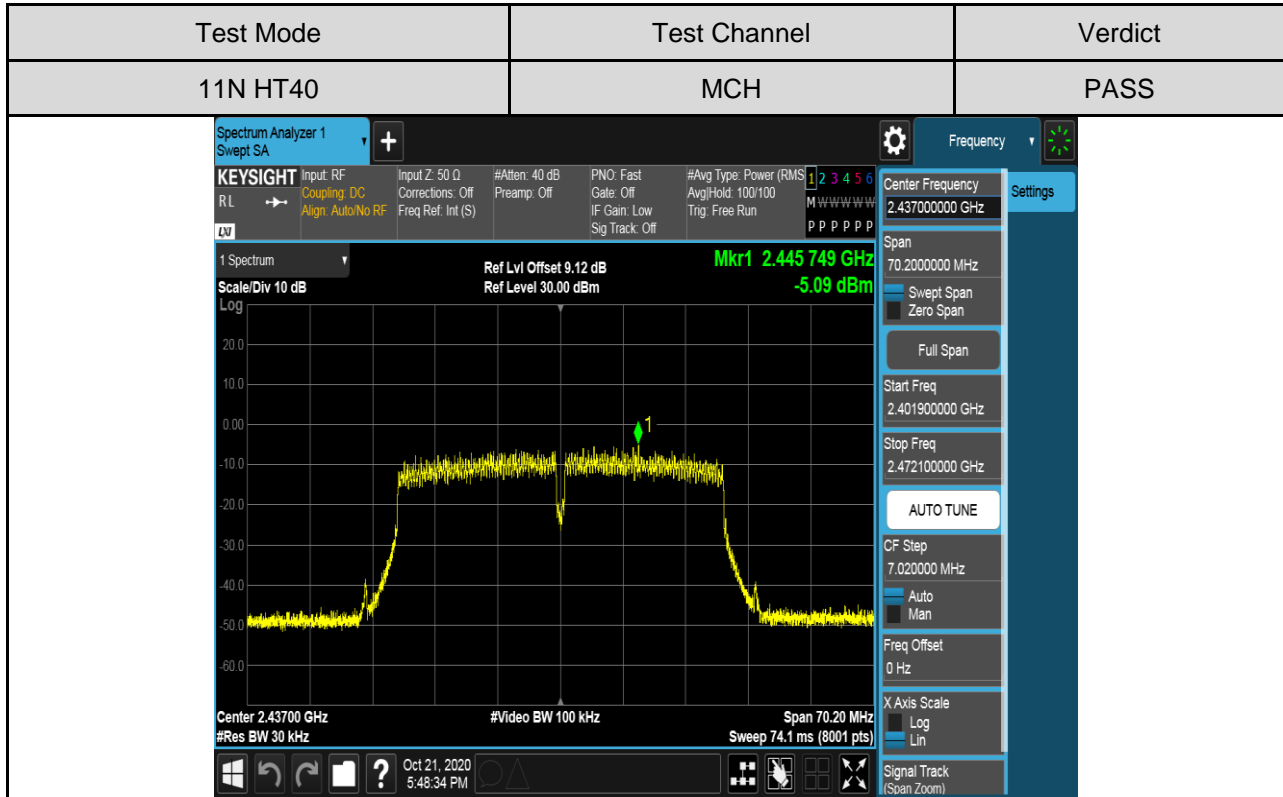 Test Mode Test Channel Verdict
11N HT40 MCH PASS
Spectrum Analyzer 1
Swept SA
+
Frequency
KEYSIGHT Input: RF Input Z: 50 Ω #Atten: 40 dB PNO: Fast #Avg Type: Power (RMS 1 2 3 4 5 6
RL Coupling: DC Corrections: Off Preamp: Off Gate: Off Avg|Hold: 100/100 M W W W W W
Align: Auto/No RF Freq Ref: Int (S) IF Gain: Low Trig: Free Run
LXI Sig Track: Off P P P P P P
1 Spectrum
Scale/Div 10 dB
Ref Lvl Offset 9.12 dB
Ref Level 30.00 dBm
Mkr1 2.445 749 GHz
-5.09 dBm
Log
20.0
10.0
0.00
-10.0
-20.0
-30.0
-40.0
-50.0
-60.0
1
Center 2.43700 GHz #Video BW 100 kHz Span 70.20 MHz
#Res BW 30 kHz Sweep 74.1 ms (8001 pts)
Center Frequency
2.437000000 GHz
Settings
Span
70.2000000 MHz
Swept Span
Zero Span
Full Span
Start Freq
2.401900000 GHz
Stop Freq
2.472100000 GHz
AUTO TUNE
CF Step
7.020000 MHz
Auto
Man
Freq Offset
0 Hz
X Axis Scale
Log
Lin
Signal Track
(Span Zoom)
?
Oct 21, 2020
5:48:34 PM